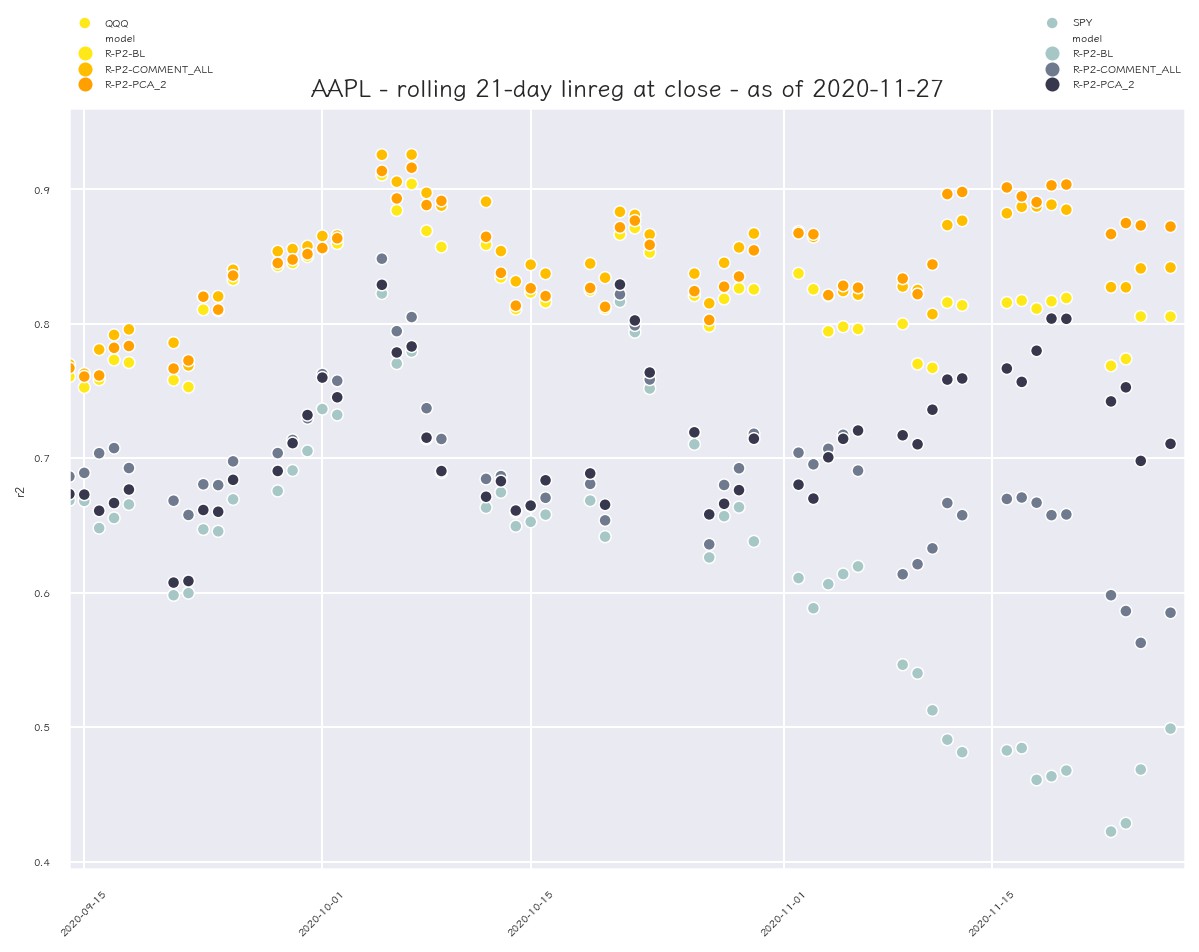 QQQ
model
R-P2-BL
R-P2-COMMENT_ALL
R-P2-PCA_2
SPY
model
R-P2-BL
R-P2-COMMENT_ALL
R-P2-PCA_2
AAPL - rolling 21-day linreg at close - as of 2020-11-27
r2
0.9
0.8
0.7
0.6
0.5
0.4
2020-09-15
2020-10-01
2020-10-15
2020-11-01
2020-11-15